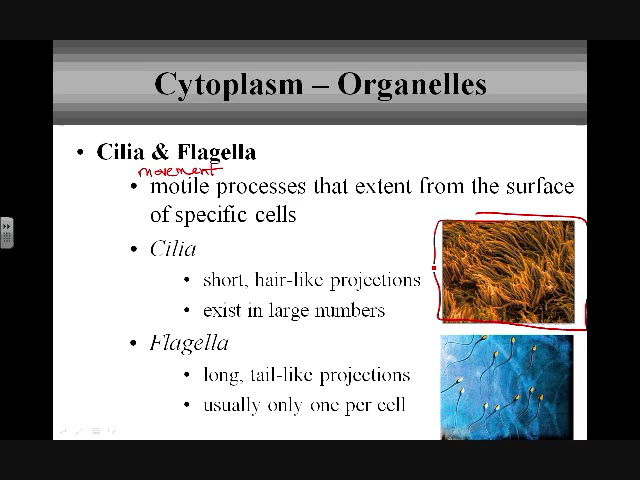 Cytoplasm – Organelles
• Cilia & Flagella
movement
• motile processes that extent from the surface
of specific cells
• Cilia
• short, hair-like projections
• exist in large numbers
• Flagella
• long, tail-like projections
• usually only one per cell